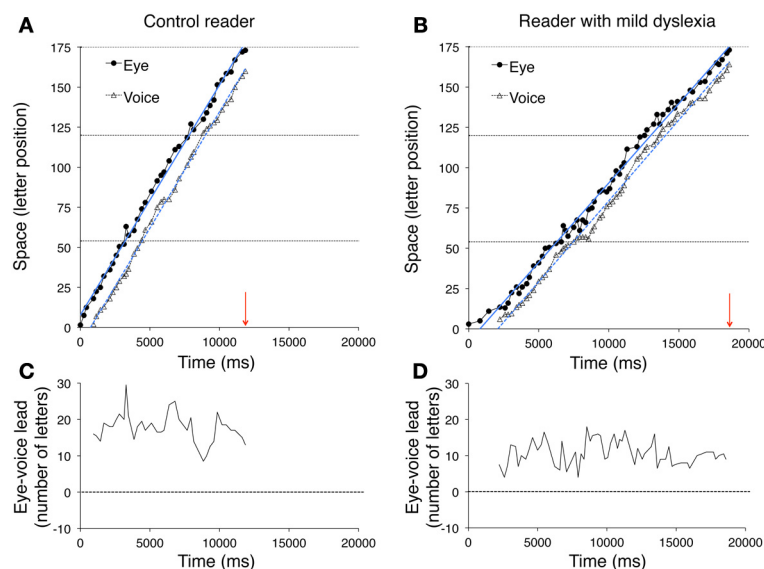 A
Control reader
Eye
Voice
175
150
125
100
75
50
25
0
Space (letter position)
0
5000
10000
15000
20000
Time (ms)
B
Reader with mild dyslexia
Eye
Voice
175
150
125
100
75
50
25
0
Space (letter position)
0
5000
10000
15000
20000
Time (ms)
C
30
20
10
0
-10
Eye-voice lead
(number of letters)
0
5000
10000
15000
20000
Time (ms)
D
30
20
10
0
-10
Eye-voice lead
(number of letters)
0
5000
10000
15000
20000
Time (ms)